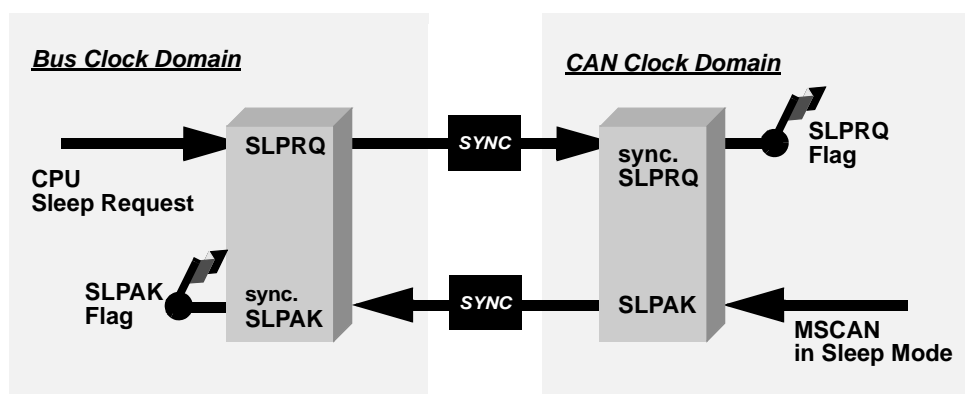 Bus Clock Domain
CAN Clock Domain
CPU
Sleep Request
SLPRQ
SYNC
sync.
SLPRQ
SLPRQ
Flag
SLPAK
Flag
sync.
SLPAK
SYNC
SLPAK
MSCAN
in Sleep Mode